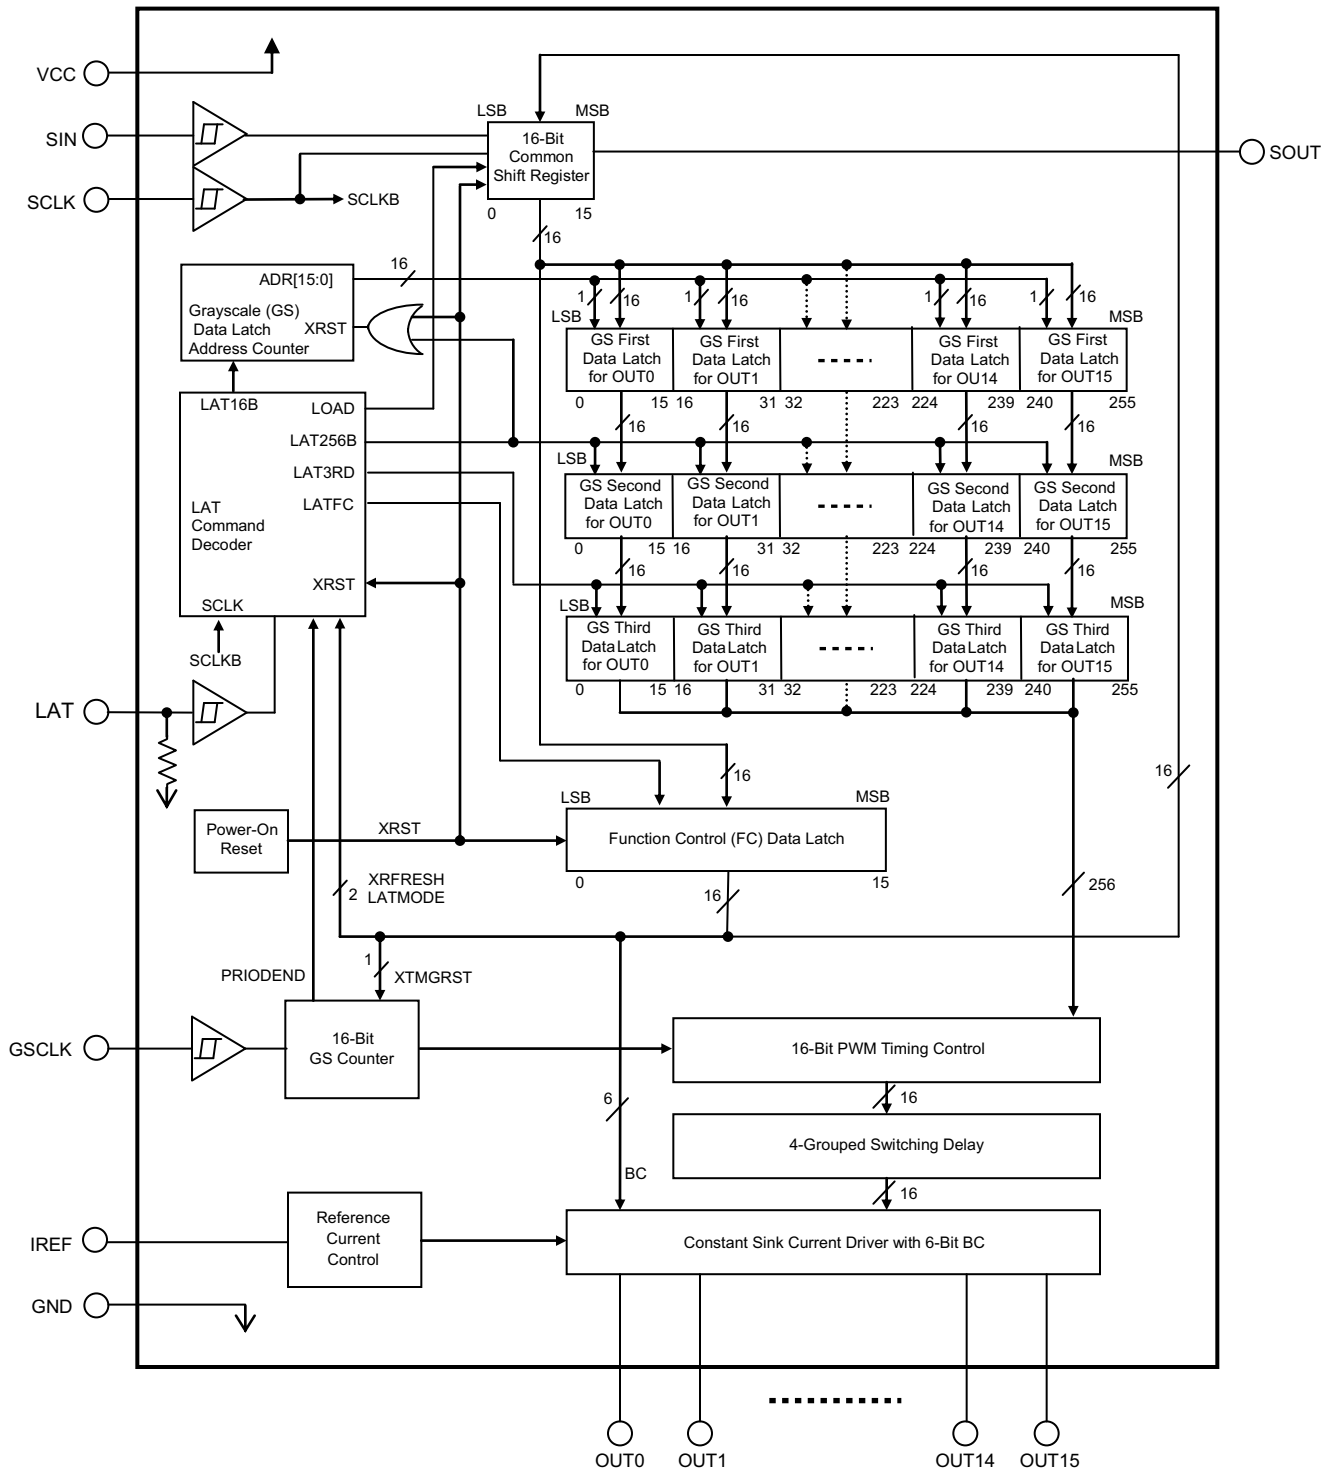 VCC
SIN
SCLK
SCLKB
LSB
MSB
16-Bit
Common
Shift Register
0
15
SOUT
16
ADR[15:0]
Grayscale (GS)
Data Latch
Address Counter
XRST
16
1
16
1
16
1
16
1
16
LSB
MSB
GS First
Data Latch
for OUT0
GS First
Data Latch
for OUT1
GS First
Data Latch
for OU14
GS First
Data Latch
for OUT15
0
15
16
31
32
223
224
239
240
255
LAT16B
LOAD
LAT256B
LAT3RD
LATFC
LAT
Command
Decoder
XRST
SCLK
SCLKB
16
16
16
16
LSB
MSB
GS Second
Data Latch
for OUT0
GS Second
Data Latch
for OUT1
GS Second
Data Latch
for OUT14
GS Second
Data Latch
for OUT15
0
15
16
31
32
223
224
239
240
255
16
16
16
16
LSB
MSB
GS Third
DataLatch
for OUT0
GS Third
DataLatch
for OUT1
GS Third
DataLatch
for OUT14
GS Third
DataLatch
for OUT15
0
15
16
31
32
223
224
239
240
255
LAT
16
16
LSB
MSB
Power-On
Reset
XRST
Function Control (FC) Data Latch
0
15
2
XRFRESH
LATMODE
16
256
PRIODEND
1
XTMGRST
GSCLK
16-Bit
GS Counter
16-Bit PWM Timing Control
16
6
4-Grouped Switching Delay
BC
16
IREF
Reference
Current
Control
Constant Sink Current Driver with 6-Bit BC
GND
OUT0
OUT1
OUT14
OUT15